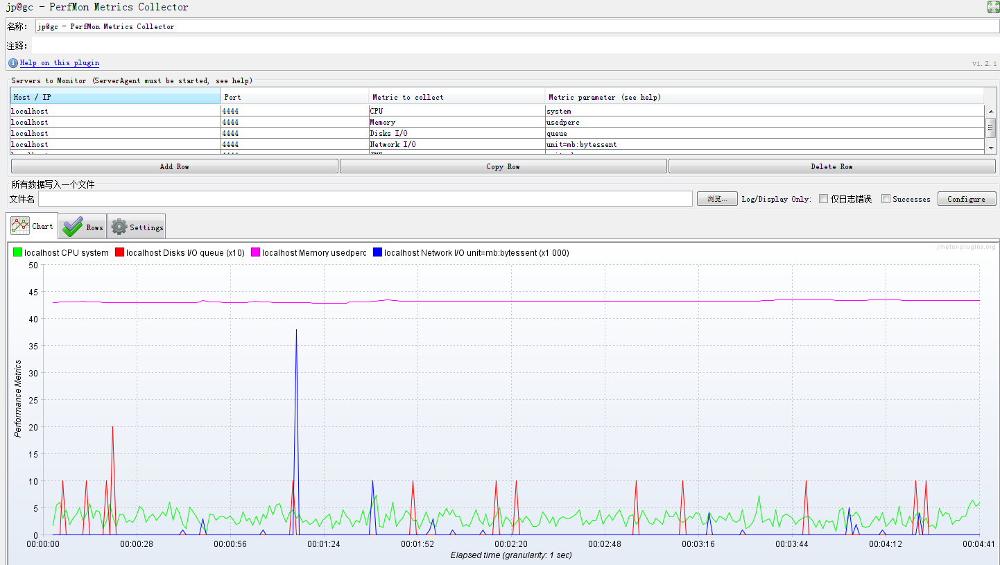 jp@gc - PerfMon Metrics Collector
名称： jp@gc - PerfMon Metrics Collector
注释：
Help on this plugin
v1.2.1
Servers to Monitor (ServerAgent must be started, see help)
Host / IP Port Metric to collect Metric parameter (see help)
localhost 4444 CPU system
localhost 4444 Memory usedperc
localhost 4444 Disks I/O queue
localhost 4444 Network I/O unit=mb:bytessent
Add Row Copy Row Delete Row
所有数据写入一个文件
文件名 浏览... Log/Display Only: 仅日志错误 Successes Configure
Chart Rows Settings
jmeter-plugins.org
localhost CPU system localhost Disks I/O queue (x10) localhost Memory usedperc localhost Network I/O unit=mb:bytessent (x1 000)
50
45
40
35
30
25
20
15
10
5
0
Performance Metrics
00:00:00 00:00:28 00:00:56 00:01:24 00:01:52 00:02:20 00:02:48 00:03:16 00:03:44 00:04:12 00:04:41
Elapsed time (granularity: 1 sec)